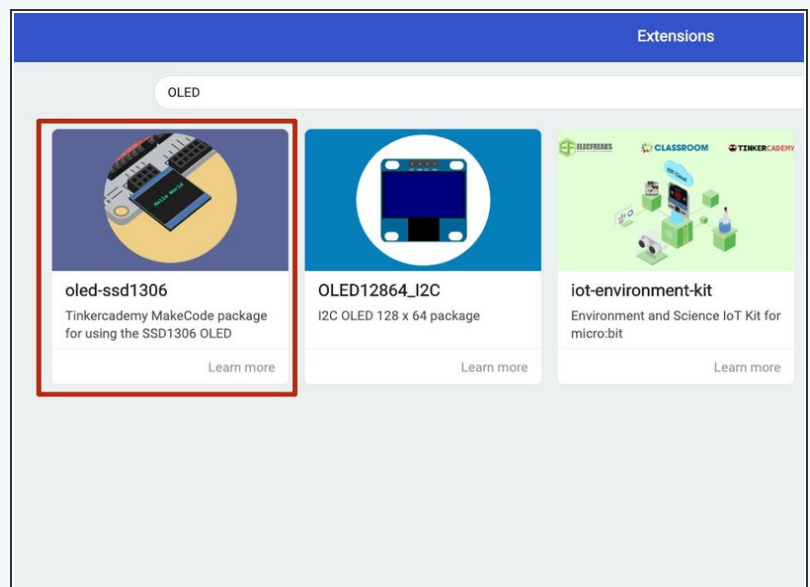 Extensions
OLED
Hello World
oled-ssd1306
Tinkercademy MakeCode package
for using the SSD1306 OLED
Learn more
OLED12864_I2C
I2C OLED 128 x 64 package
Learn more
ELECFREAKS CLASSROOM TINKERCADEMY
IOT Cloud
iot-environment-kit
Environment and Science IoT Kit for
micro:bit
Learn more